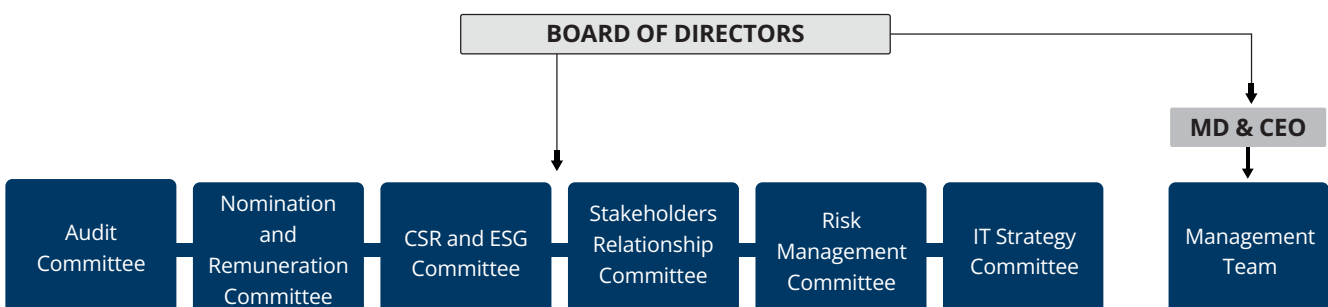 BOARD OF DIRECTORS
MD & CEO
Audit
Committee
Nomination
and
Remuneration
Committee
CSR and ESG
Committee
Stakeholders
Relationship
Committee
Risk
Management
Committee
IT Strategy
Committee
Management
Team